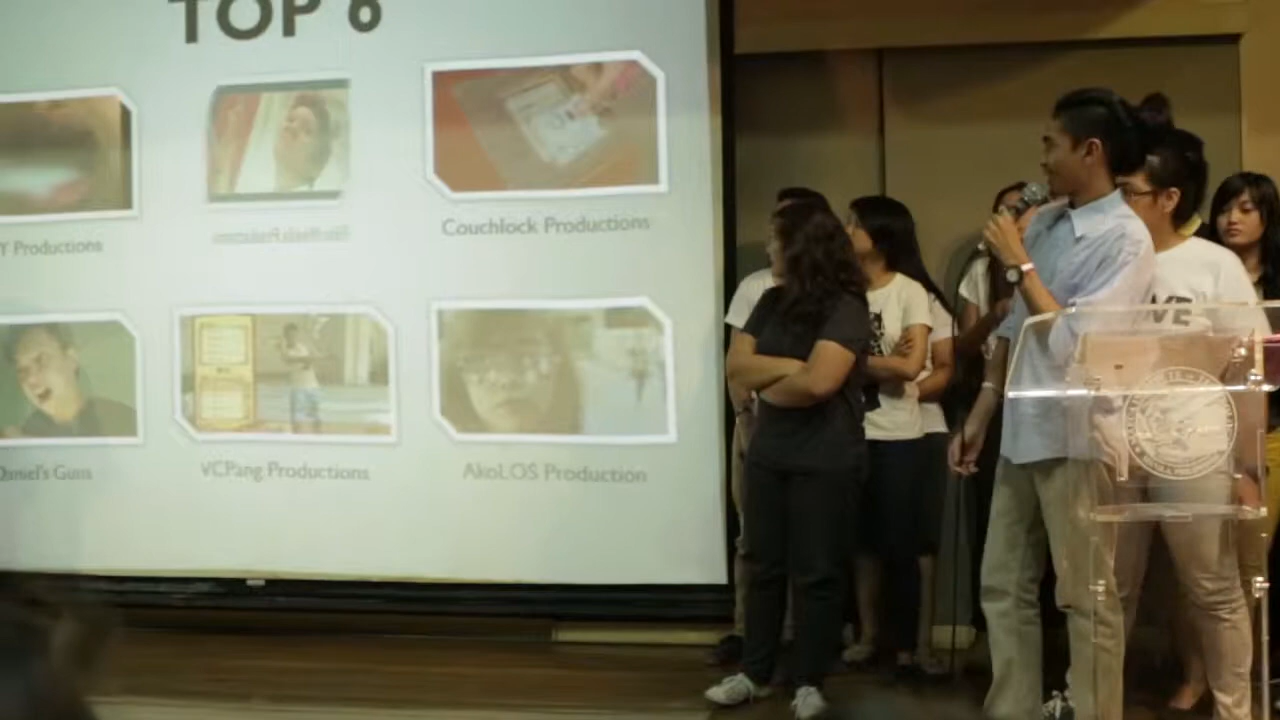 TOP 6
Y Productions
Couchlock Productions
Daniel's Guns
VCPang Productions
AkoLOS Production